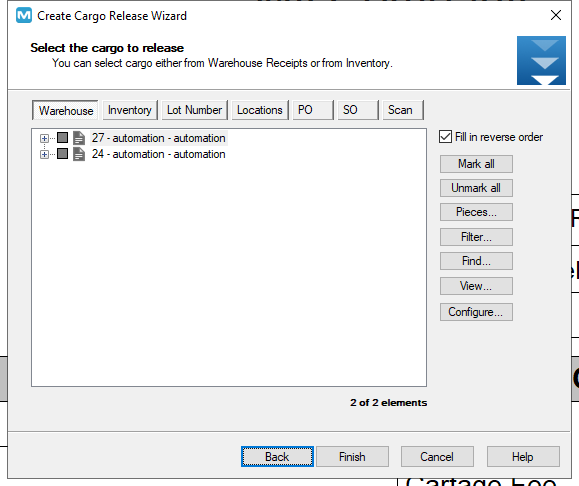 Create Cargo Release Wizard
Select the cargo to release
You can select cargo either from Warehouse Receipts or from Inventory.
Warehouse Inventory Lot Number Locations PO SO Scan
27 - automation - automation
24 - automation - automation
Fill in reverse order
Mark all
Unmark all
Pieces...
Filter...
Find...
View...
Configure...
2 of 2 elements
Back Finish Cancel Help
Cartage Fee